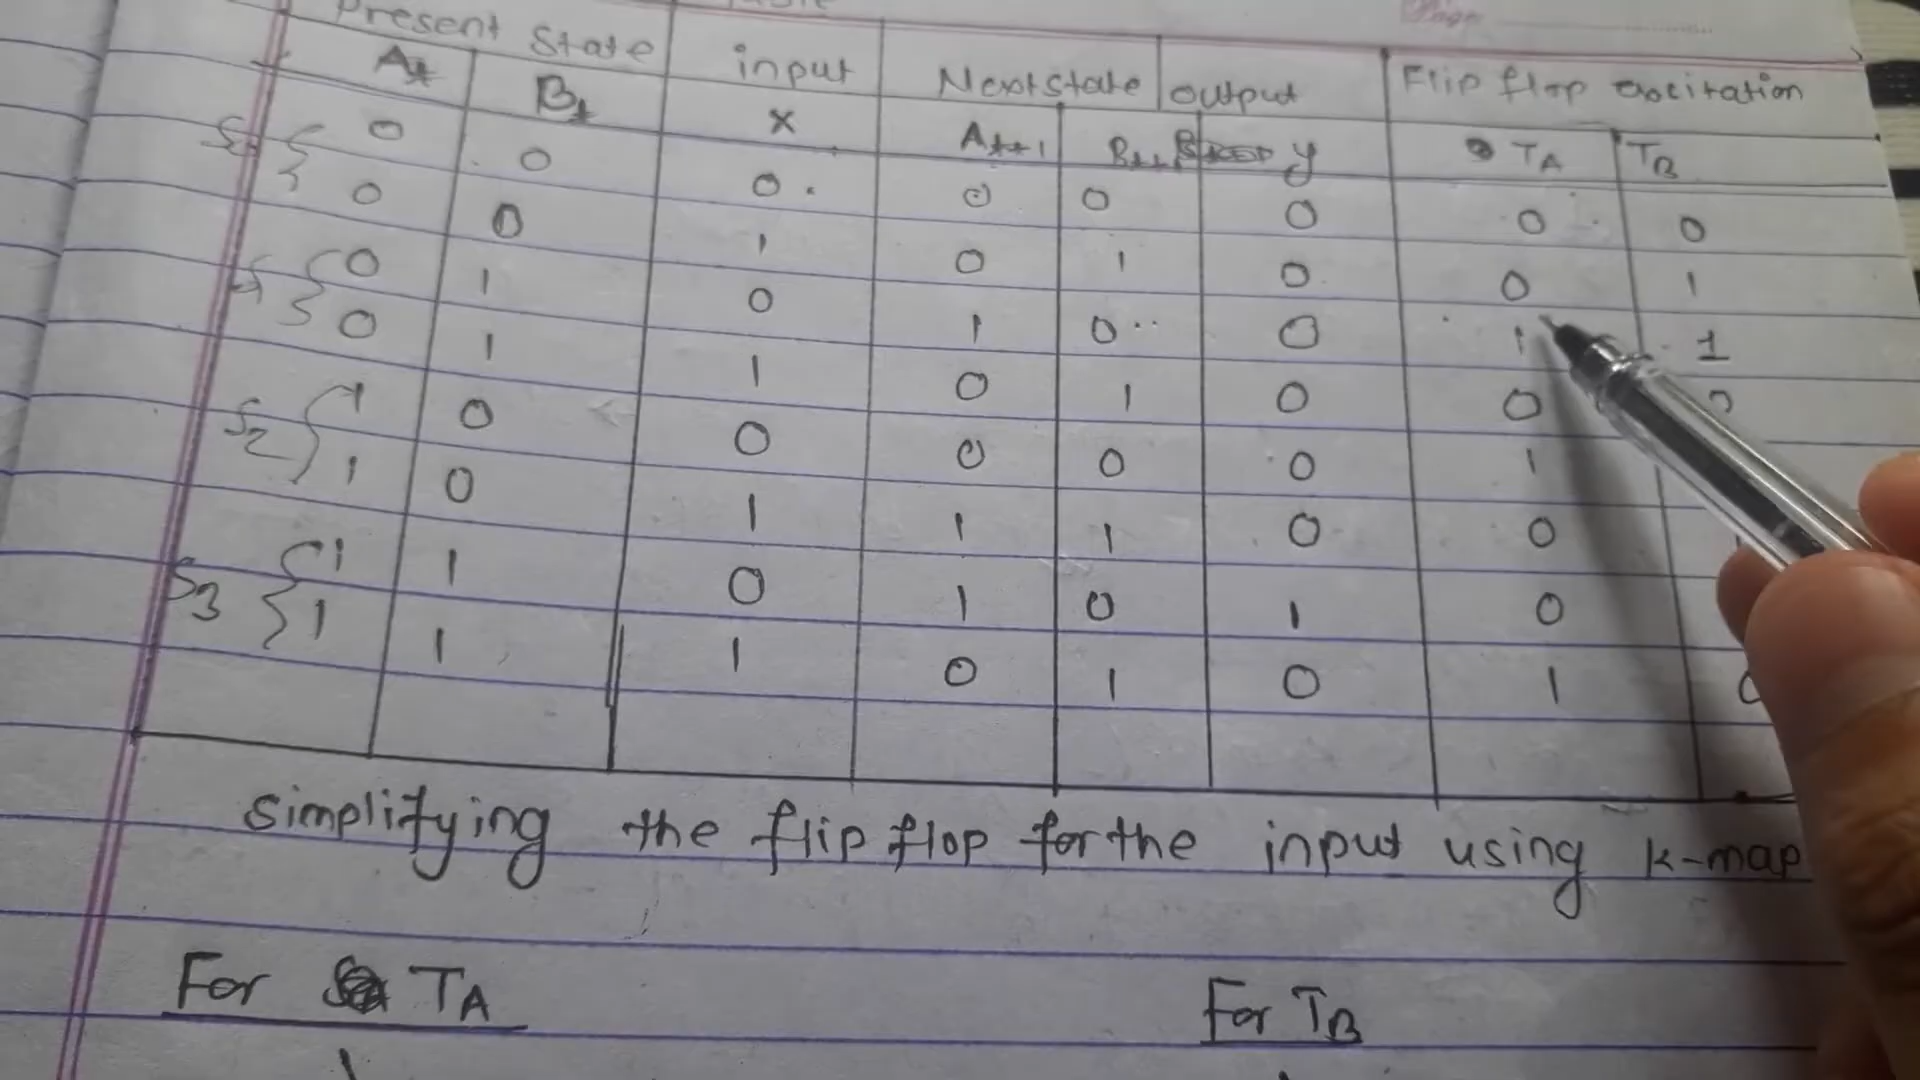 Present State input Next state output Flip flop excitation
At Bt x At+1 Bt+1 y TA TB
0 0 0 0 0 0 0 0
0 0 1 0 1 0 0 1
S1 0 1 0 1 0 0 1 1
0 1 1 0 1 0 0
S2 1 0 0 0 0 0 1
1 0 1 1 1 0 0
S3 1 1 0 1 0 1 0
1 1 1 0 1 0 1 0
simplifying the flip flop for the input using k-map
For TA For TB